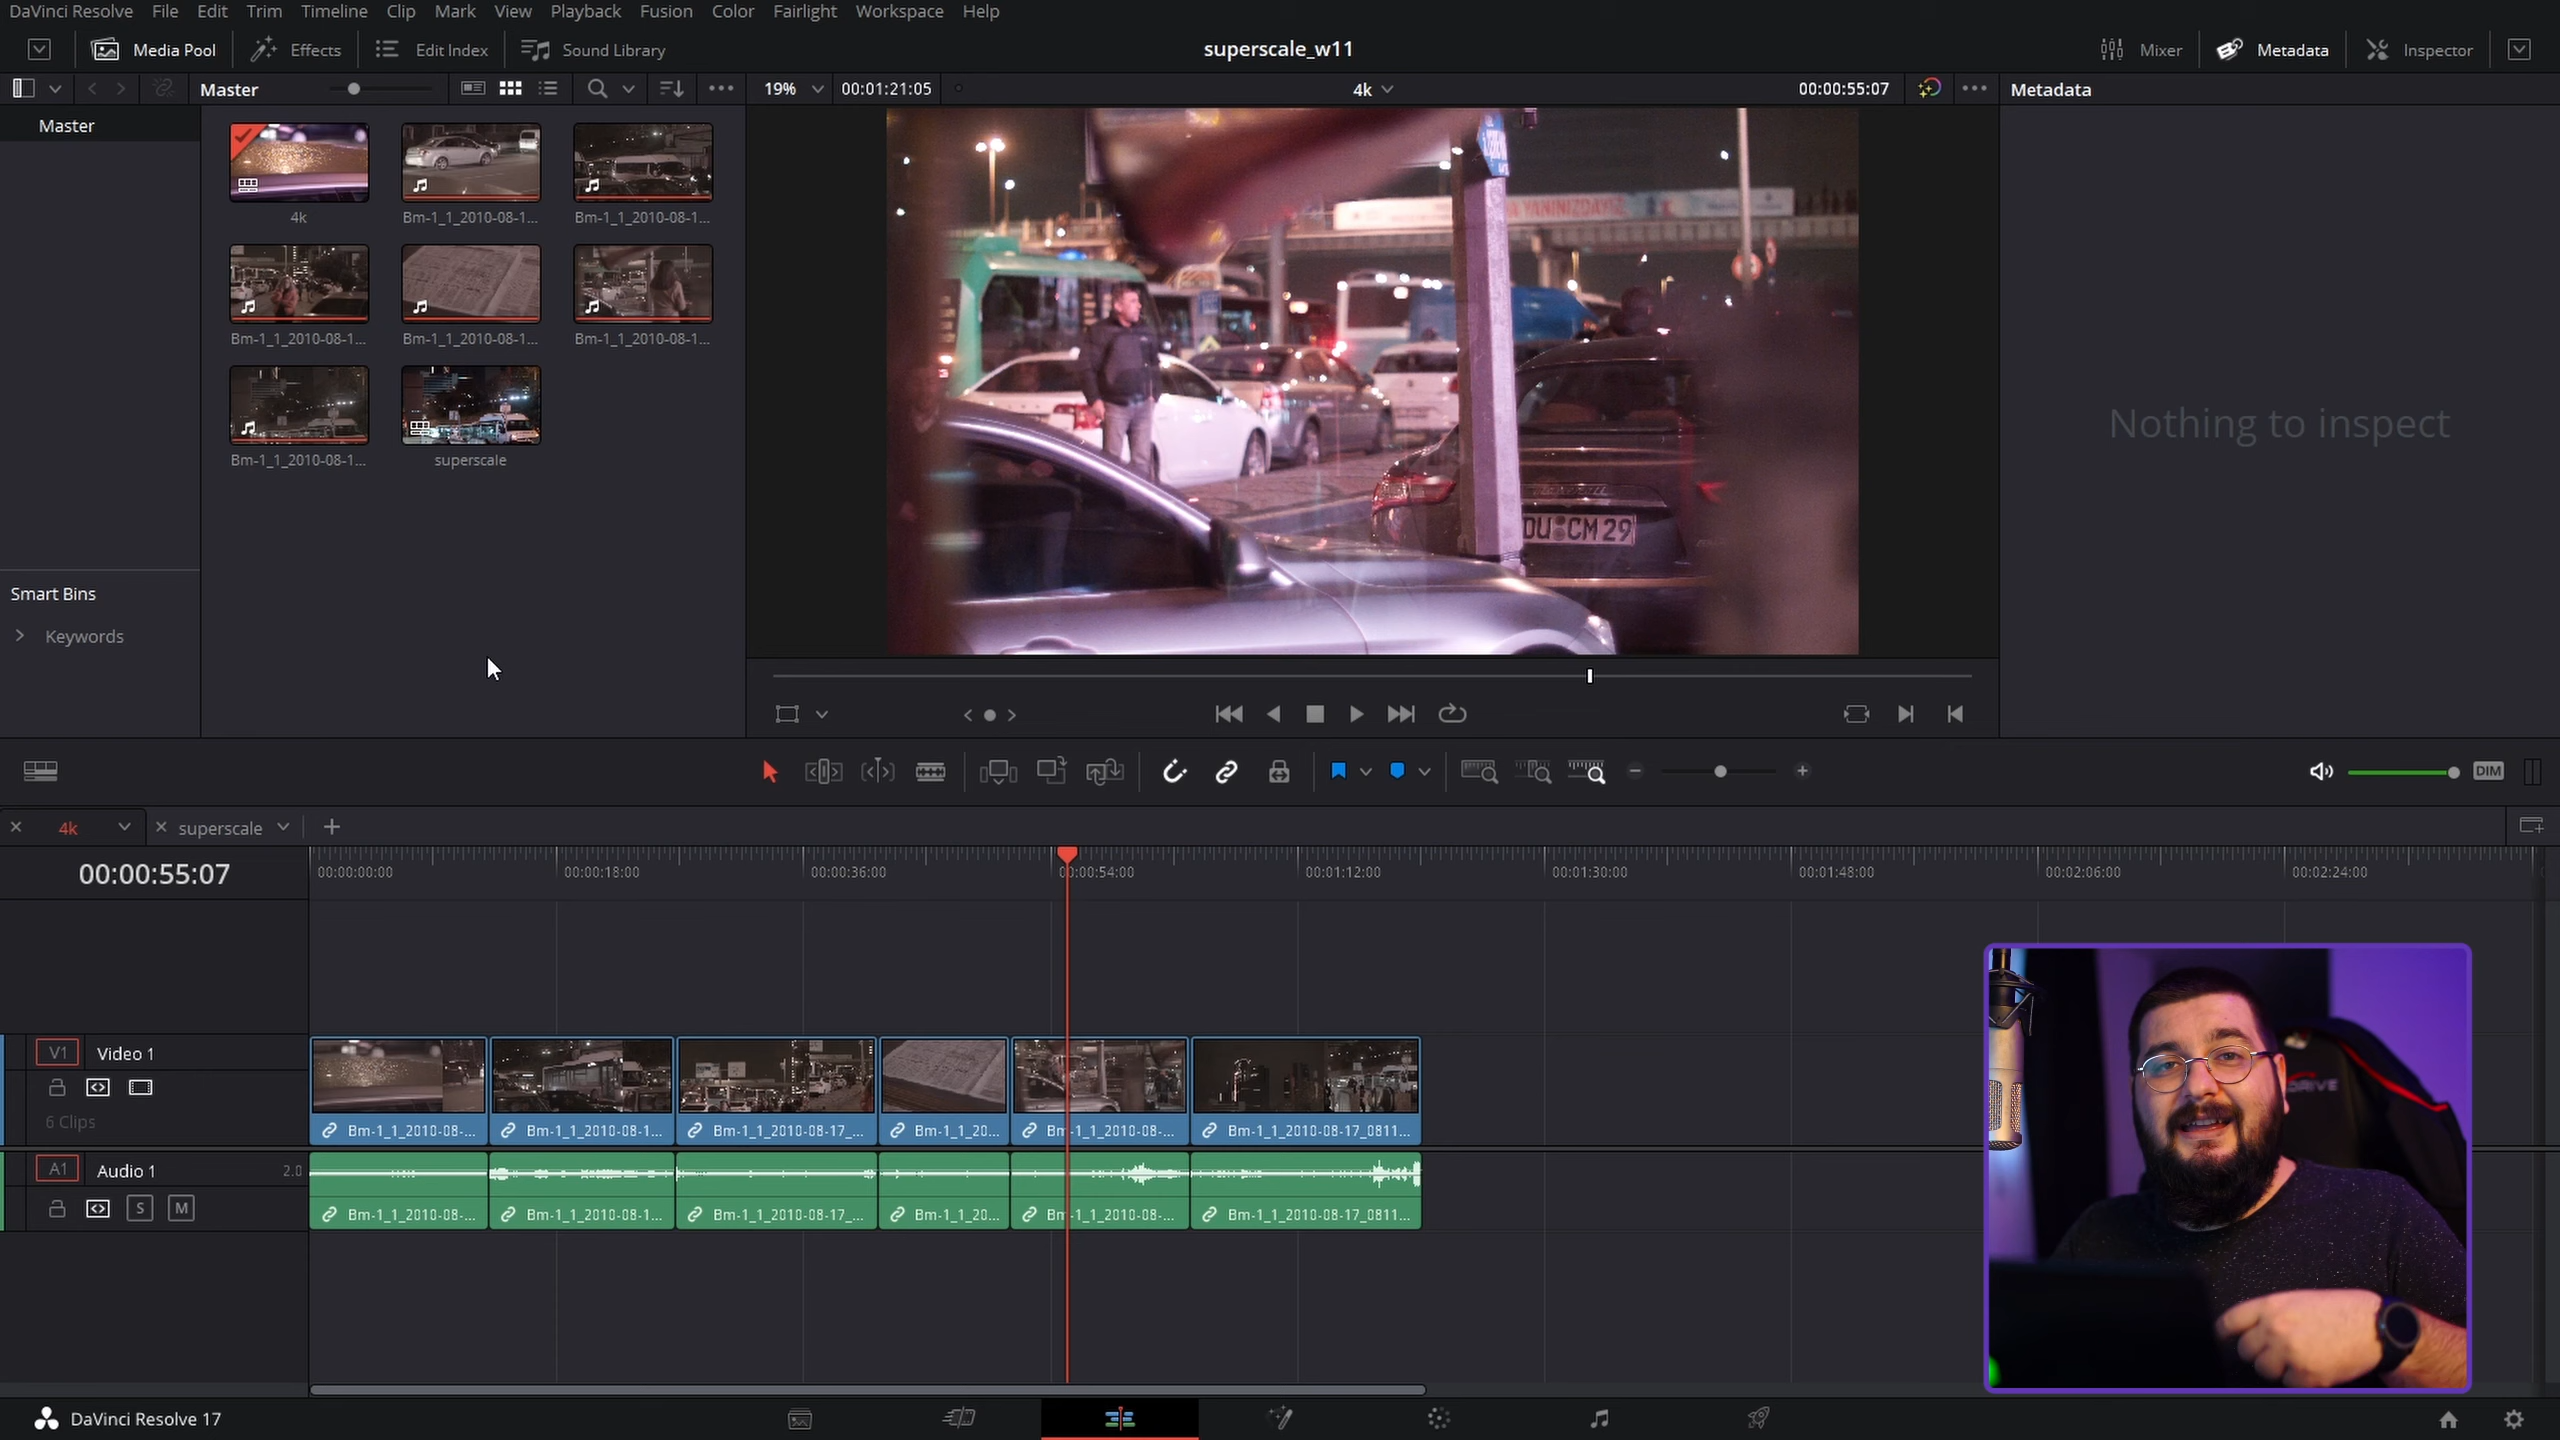 DaVinci Resolve File Edit Trim Timeline Clip Mark View Playback Fusion Color Fairlight Workspace Help
Media Pool Effects Edit Index Sound Library superscale_w11 Mixer Metadata Inspector
Master 19% 00:01:21:05 4k 00:00:55:07 Metadata
Master
4k Bm-1_1_2010-08-1... Bm-1_1_2010-08-1...
Bm-1_1_2010-08-1... Bm-1_1_2010-08-1... Bm-1_1_2010-08-1...
Bm-1_1_2010-08-1... superscale
Smart Bins
Keywords
A YANINIZDAYIZ
DU CM 29
Nothing to inspect
DIM
4k superscale
00:00:55:07 00:00:00:00 00:00:18:00 00:00:36:00 00:00:54:00 00:01:12:00 00:01:30:00 00:01:48:00 00:02:06:00 00:02:24:00
V1 Video 1
6 Clips
Bm-1_1_2010-08-... Bm-1_1_2010-08-1... Bm-1_1_2010-08-17_... Bm-1_1_20... Bm-1_1_2010-08-... Bm-1_1_2010-08-17_0811...
A1 Audio 1 2.0
S M
Bm-1_1_2010-08-... Bm-1_1_2010-08-1... Bm-1_1_2010-08-17_... Bm-1_1_20... Bm-1_1_2010-08-... Bm-1_1_2010-08-17_0811...
DRIVE
DaVinci Resolve 17